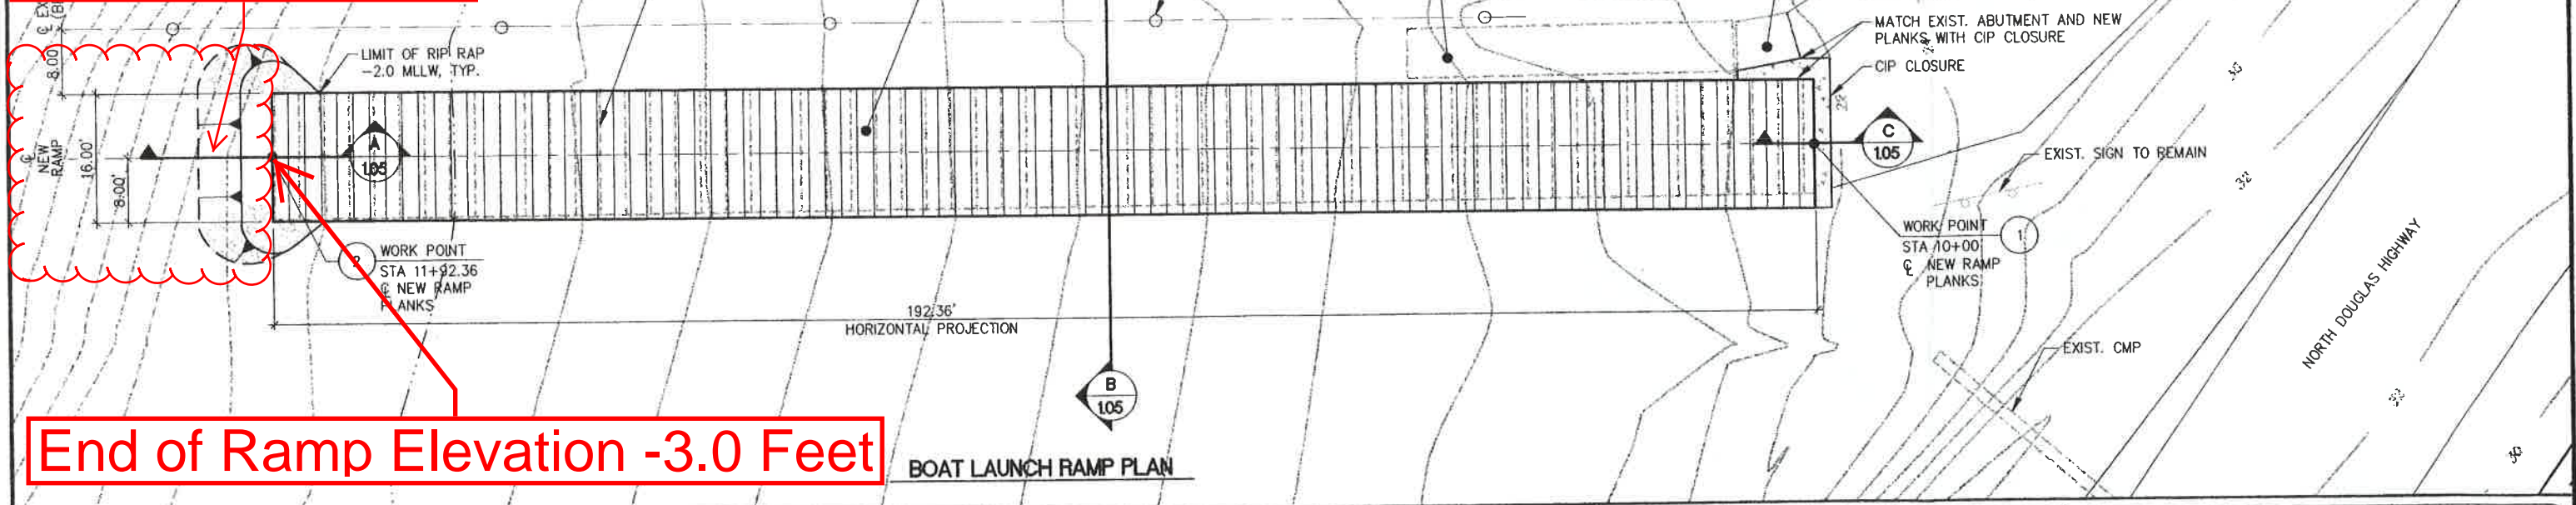 ℄ EX
(B
8.00'
LIMIT OF RIP RAP
-2.0 MLLW, TYP.
MATCH EXIST. ABUTMENT AND NEW
PLANKS WITH CIP CLOSURE
CIP CLOSURE
℄
NEW
RAMP
16.00'
8.00'
A
1.05
C
1.05
EXIST. SIGN TO REMAIN
2
WORK POINT
STA 11+92.36
℄ NEW RAMP
PLANKS
WORK POINT
STA 10+00
℄ NEW RAMP
PLANKS
1
192.36'
HORIZONTAL PROJECTION
B
1.05
EXIST. CMP
NORTH DOUGLAS HIGHWAY
32
30
End of Ramp Elevation -3.0 Feet
BOAT LAUNCH RAMP PLAN